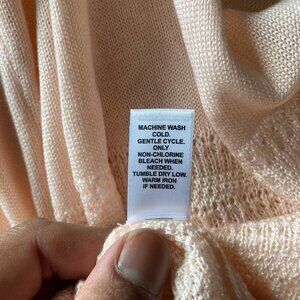 MACHINE WASH
COLD.
GENTLE CYCLE.
ONLY
NON-CHLORINE
BLEACH WHEN
NEEDED.
TUMBLE DRY LOW.
WARM IRON
IF NEEDED.